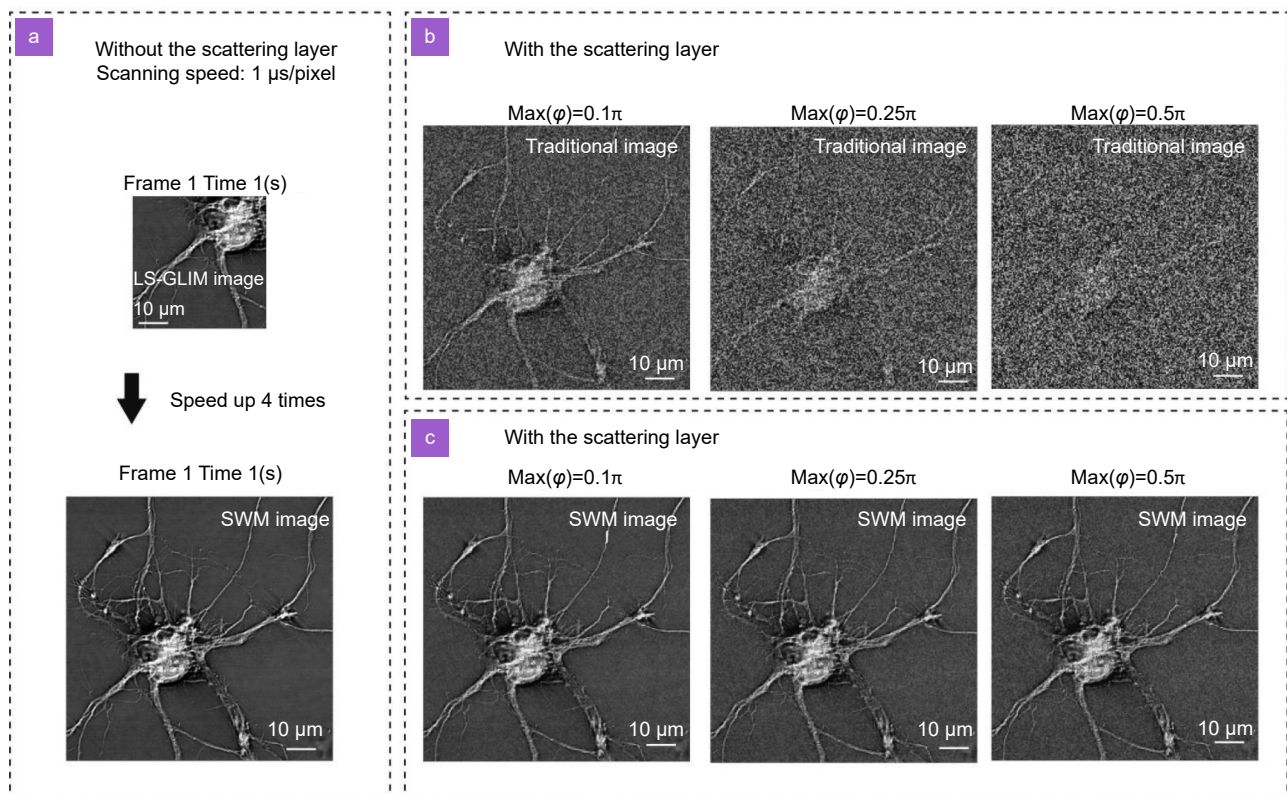 a
Without the scattering layer
Scanning speed: 1 μs/pixel
Frame 1 Time 1(s)
LS-GLIM image
10 μm
Speed up 4 times
Frame 1 Time 1(s)
SWM image
10 μm
b
With the scattering layer
Max(φ)=0.1π
Max(φ)=0.25π
Max(φ)=0.5π
Traditional image
Traditional image
Traditional image
10 μm
10 μm
10 μm
c
With the scattering layer
Max(φ)=0.1π
Max(φ)=0.25π
Max(φ)=0.5π
SWM image
SWM image
SWM image
10 μm
10 μm
10 μm